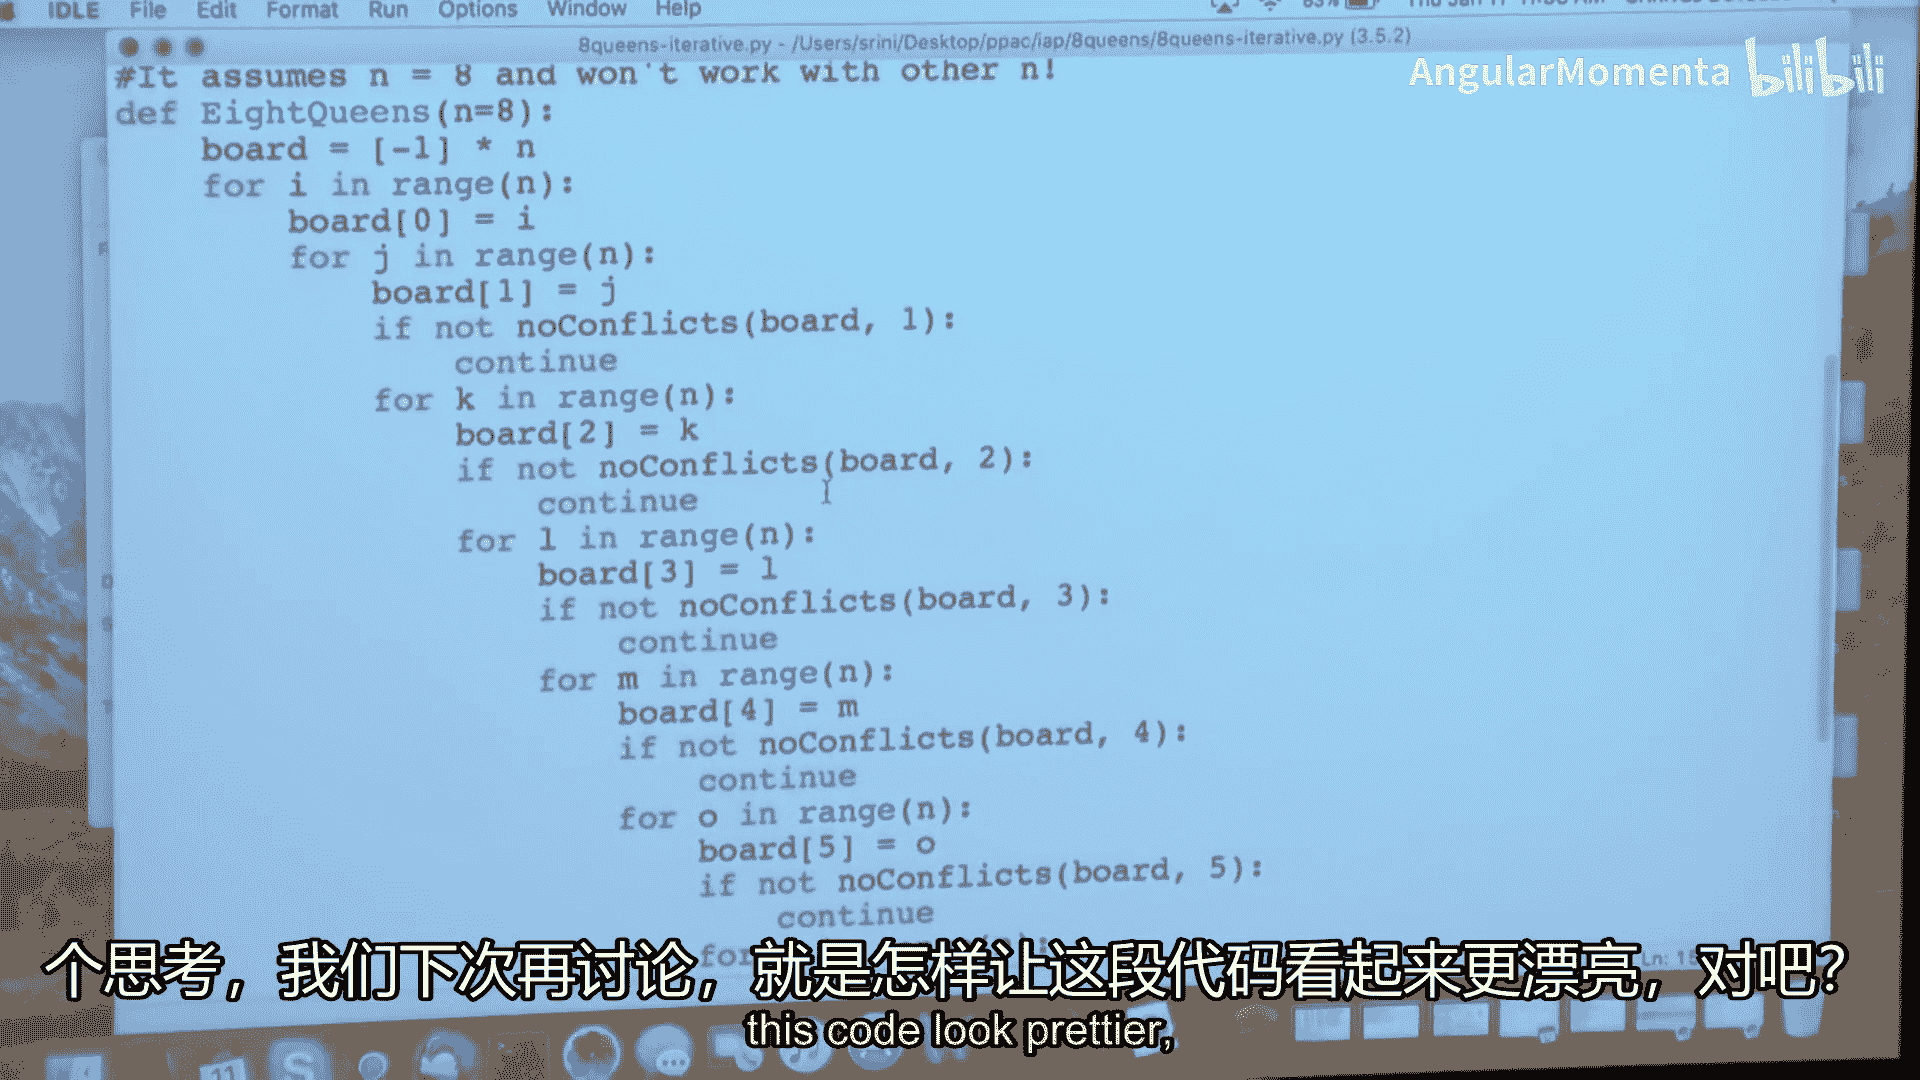 IDLE File Edit Format Run Options Window Help
8queens-iterative.py - /Users/srini/Desktop/ppac/iap/8queens/8queens-iterative.py (3.5.2)
AngularMomenta bilibili
#It assumes n = 8 and won't work with other n!
def EightQueens(n=8):
    board = [-1] * n
    for i in range(n):
        board[0] = i
        for j in range(n):
            board[1] = j
            if not noConflicts(board, 1):
                continue
            for k in range(n):
                board[2] = k
                if not noConflicts(board, 2):
                    continue
                for l in range(n):
                    board[3] = l
                    if not noConflicts(board, 3):
                        continue
                    for m in range(n):
                        board[4] = m
                        if not noConflicts(board, 4):
                            continue
                        for o in range(n):
                            board[5] = o
                            if not noConflicts(board, 5):
                                continue
                            for
个思考，我们下次再讨论，就是怎样让这段代码看起来更漂亮，对吧？
this code look prettier,
11